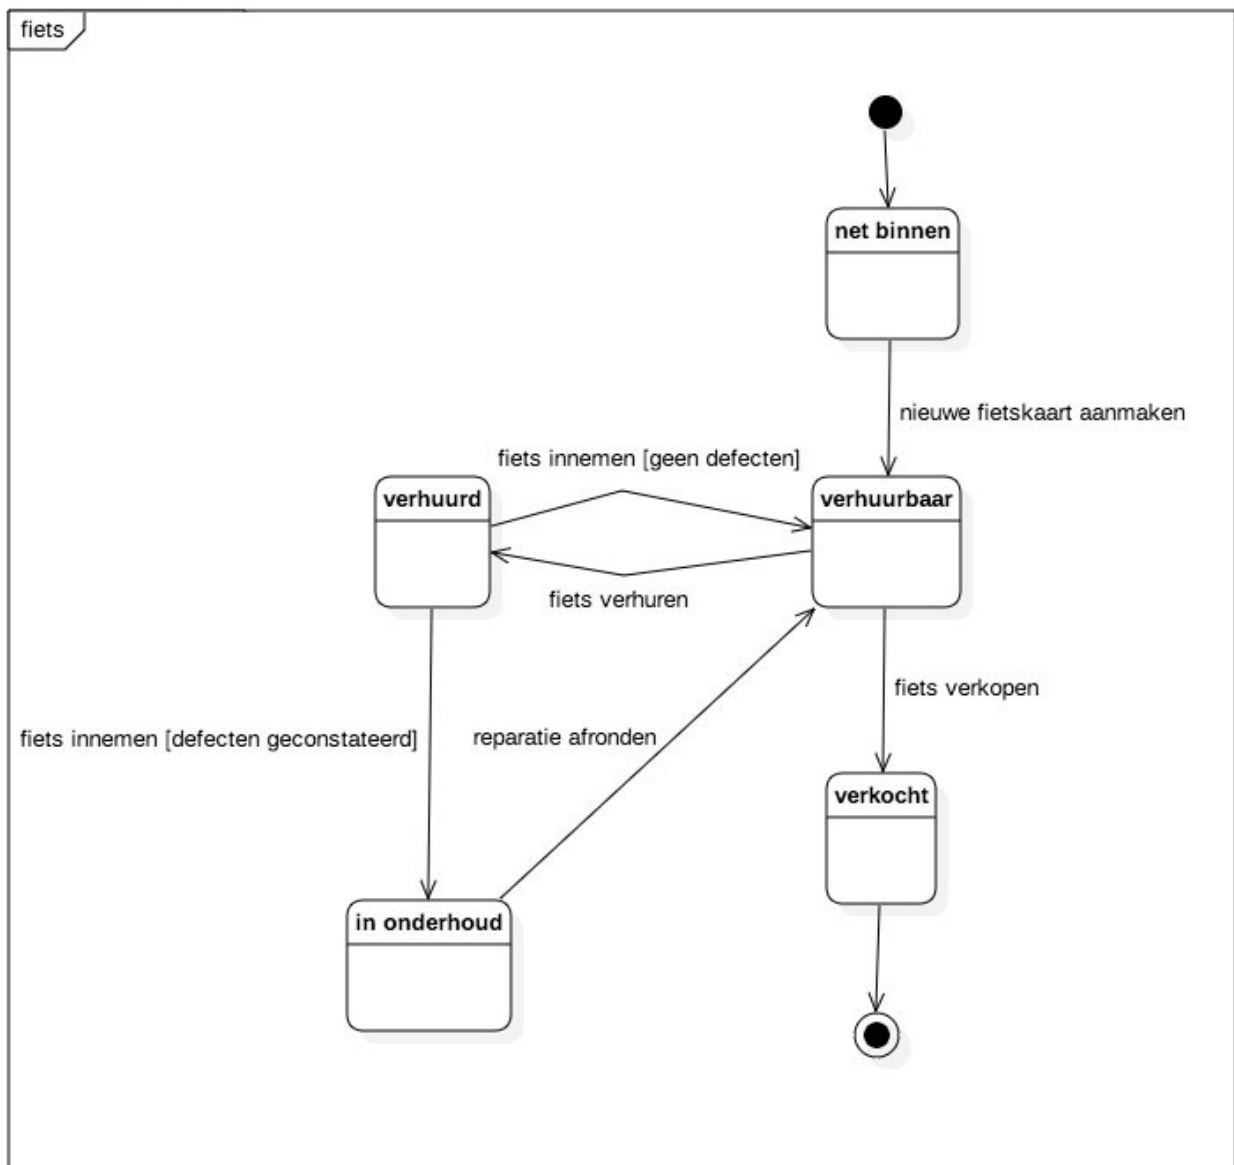 fiets
net binnen
nieuwe fietskaart aanmaken
fiets innemen [geen defecten]
verhuurd
verhuurbaar
fiets verhuren
fiets verkopen
fiets innemen [defecten geconstateerd]
reparatie afronden
verkocht
in onderhoud